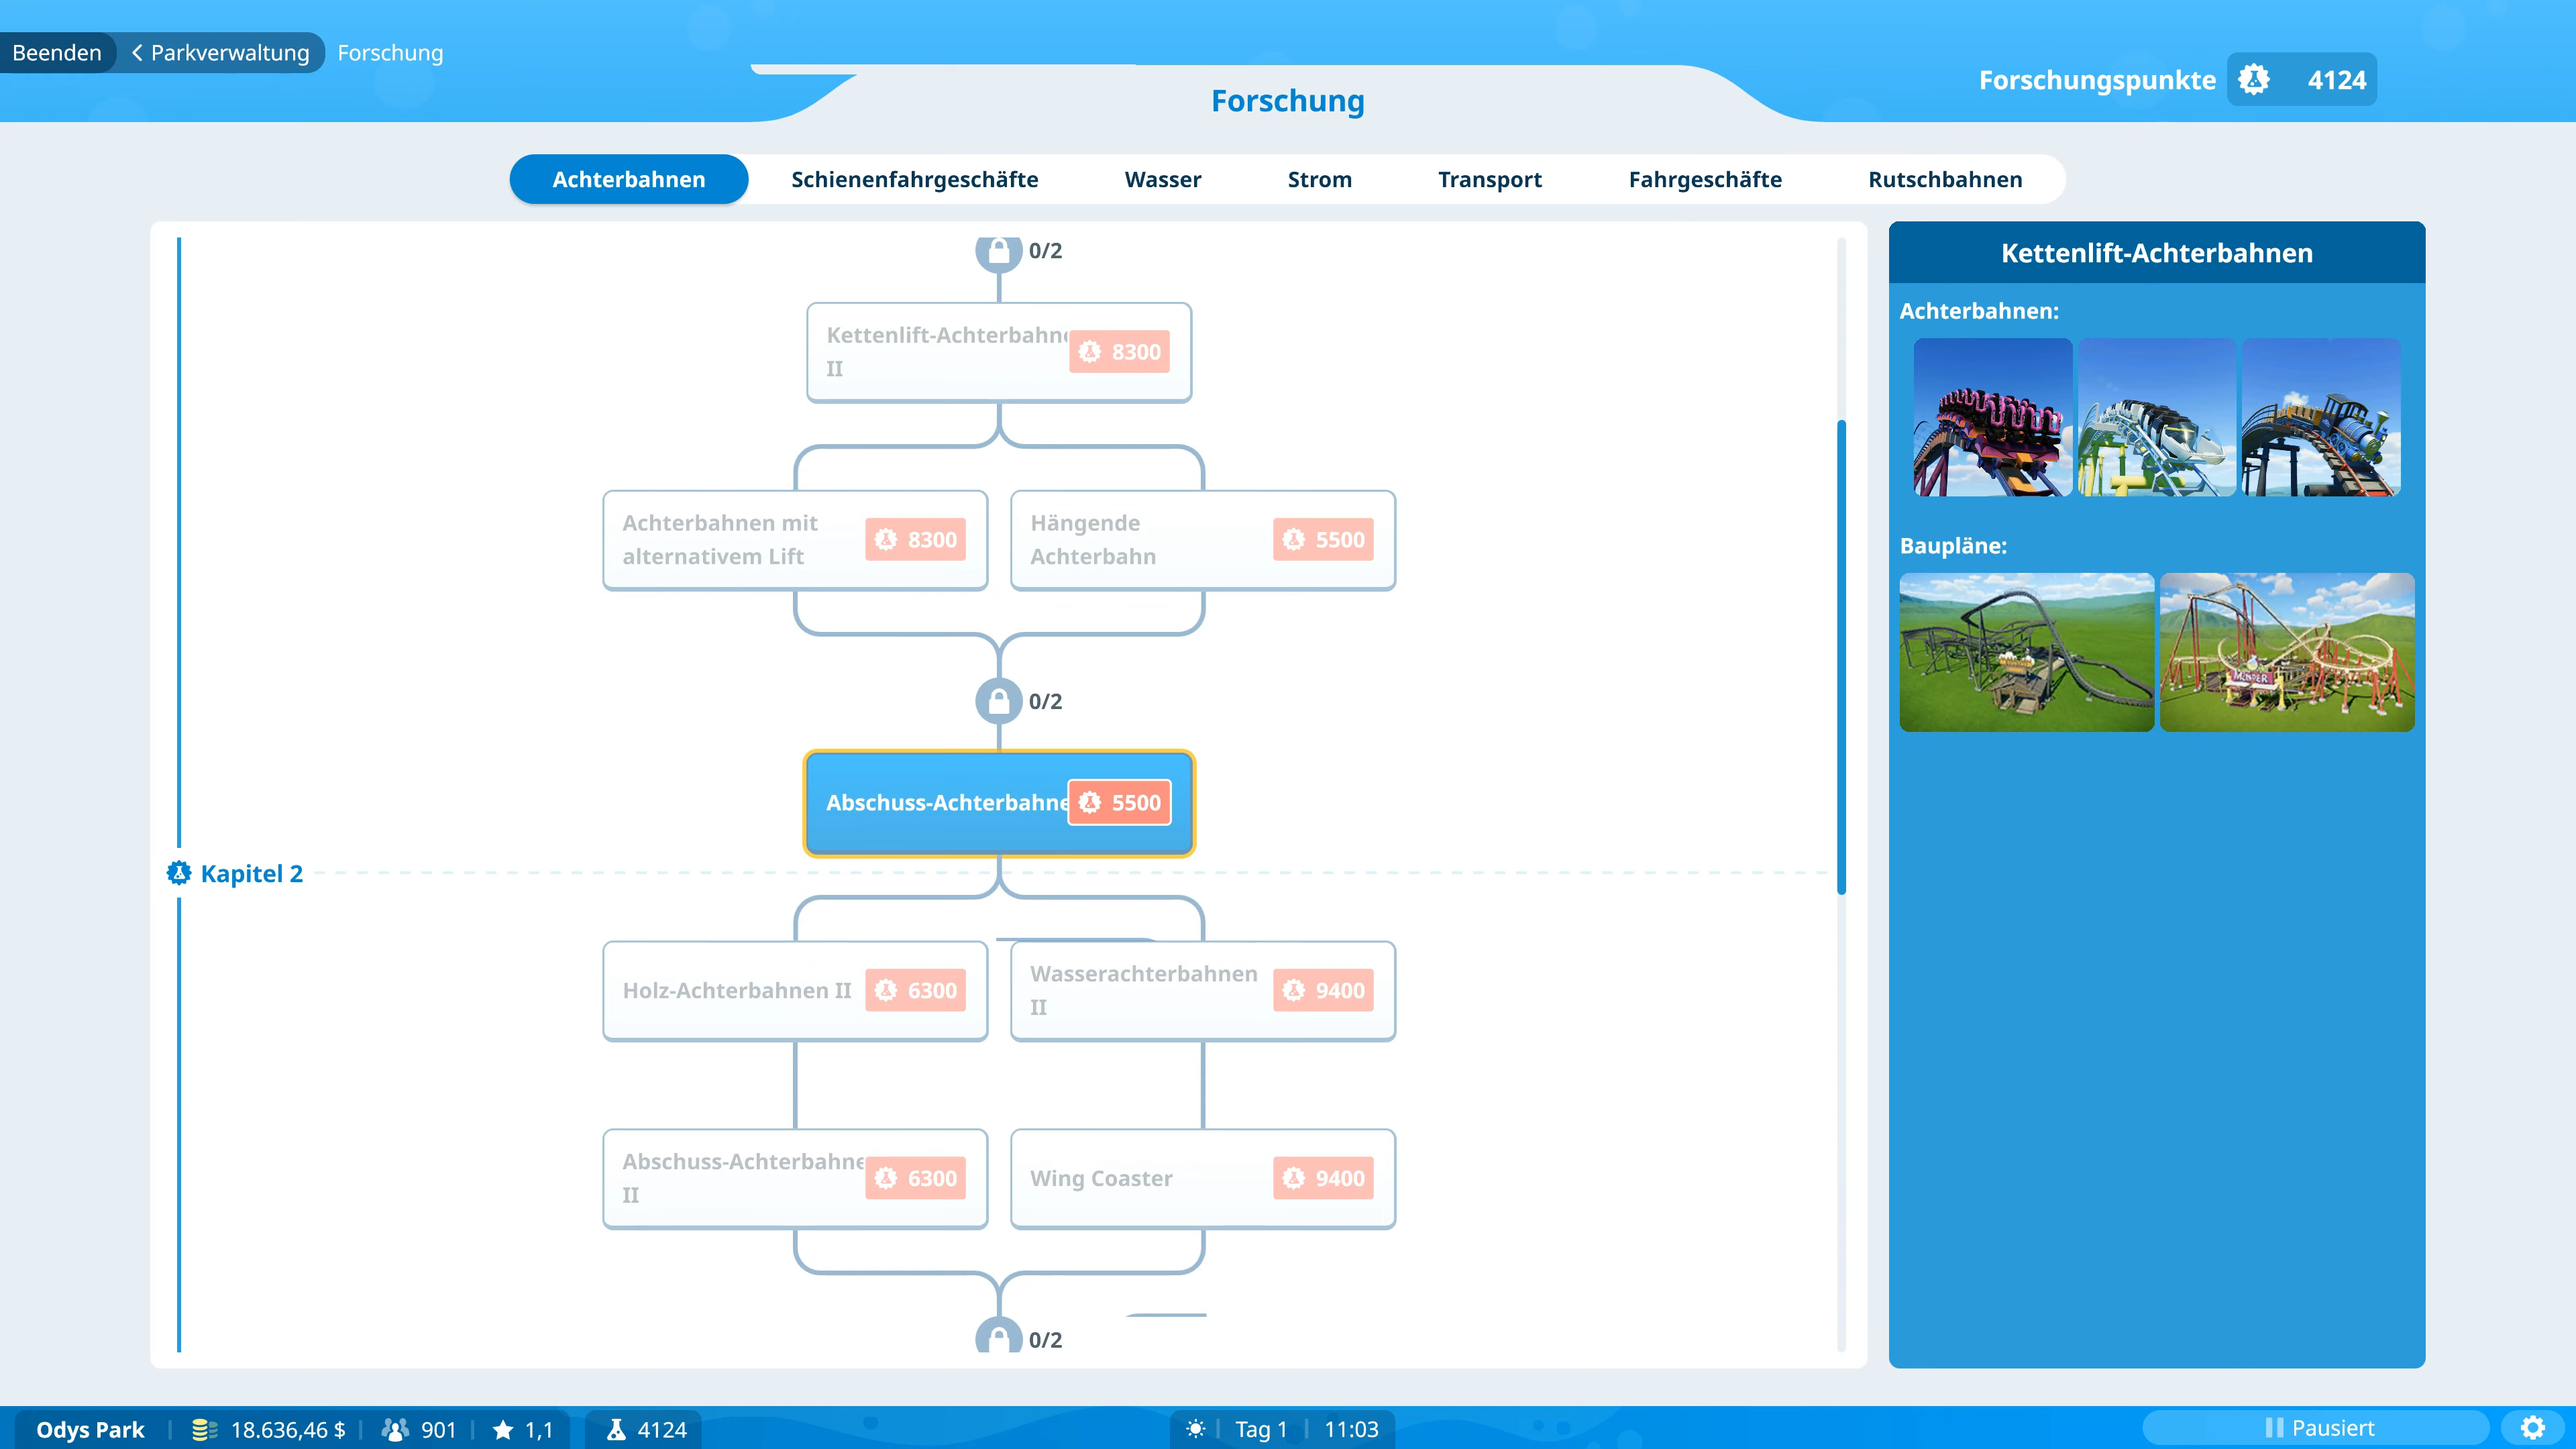 Beenden
Parkverwaltung
Forschung
Forschung
Forschungspunkte 4124
Achterbahnen Schienenfahrgeschäfte Wasser Strom Transport Fahrgeschäfte Rutschbahnen
0/2
Kettenlift-Achterbahne
II
8300
Achterbahnen mit
alternativem Lift
8300
Hängende
Achterbahn
5500
0/2
Abschuss-Achterbahne
5500
Kapitel 2
Holz-Achterbahnen II
6300
Wasserachterbahnen
II
9400
Abschuss-Achterbahne
II
6300
Wing Coaster
9400
0/2
Kettenlift-Achterbahnen
Achterbahnen:
Baupläne:
Odys Park 18.636,46 $ 901 1,1 4124
Tag 1 11:03
Pausiert